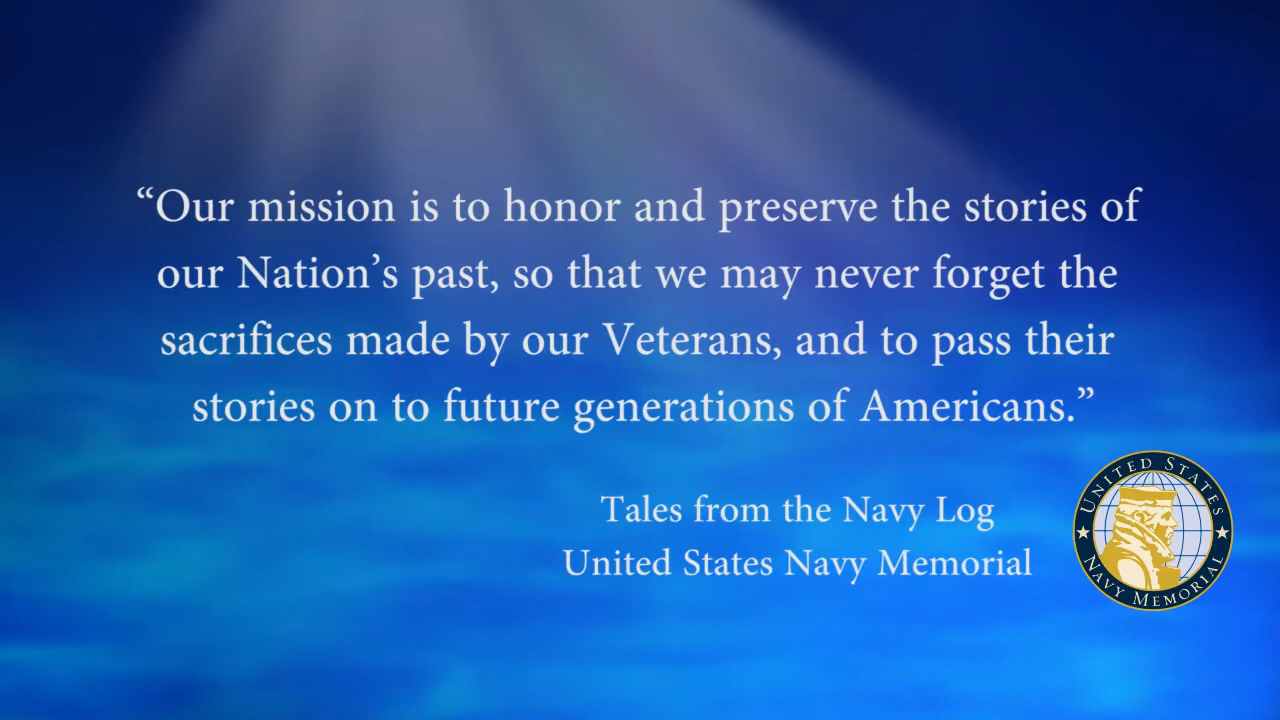 “Our mission is to honor and preserve the stories of
our Nation’s past, so that we may never forget the
sacrifices made by our Veterans, and to pass their
stories on to future generations of Americans.”
Tales from the Navy Log
United States Navy Memorial
UNITED STATES
NAVY MEMORIAL